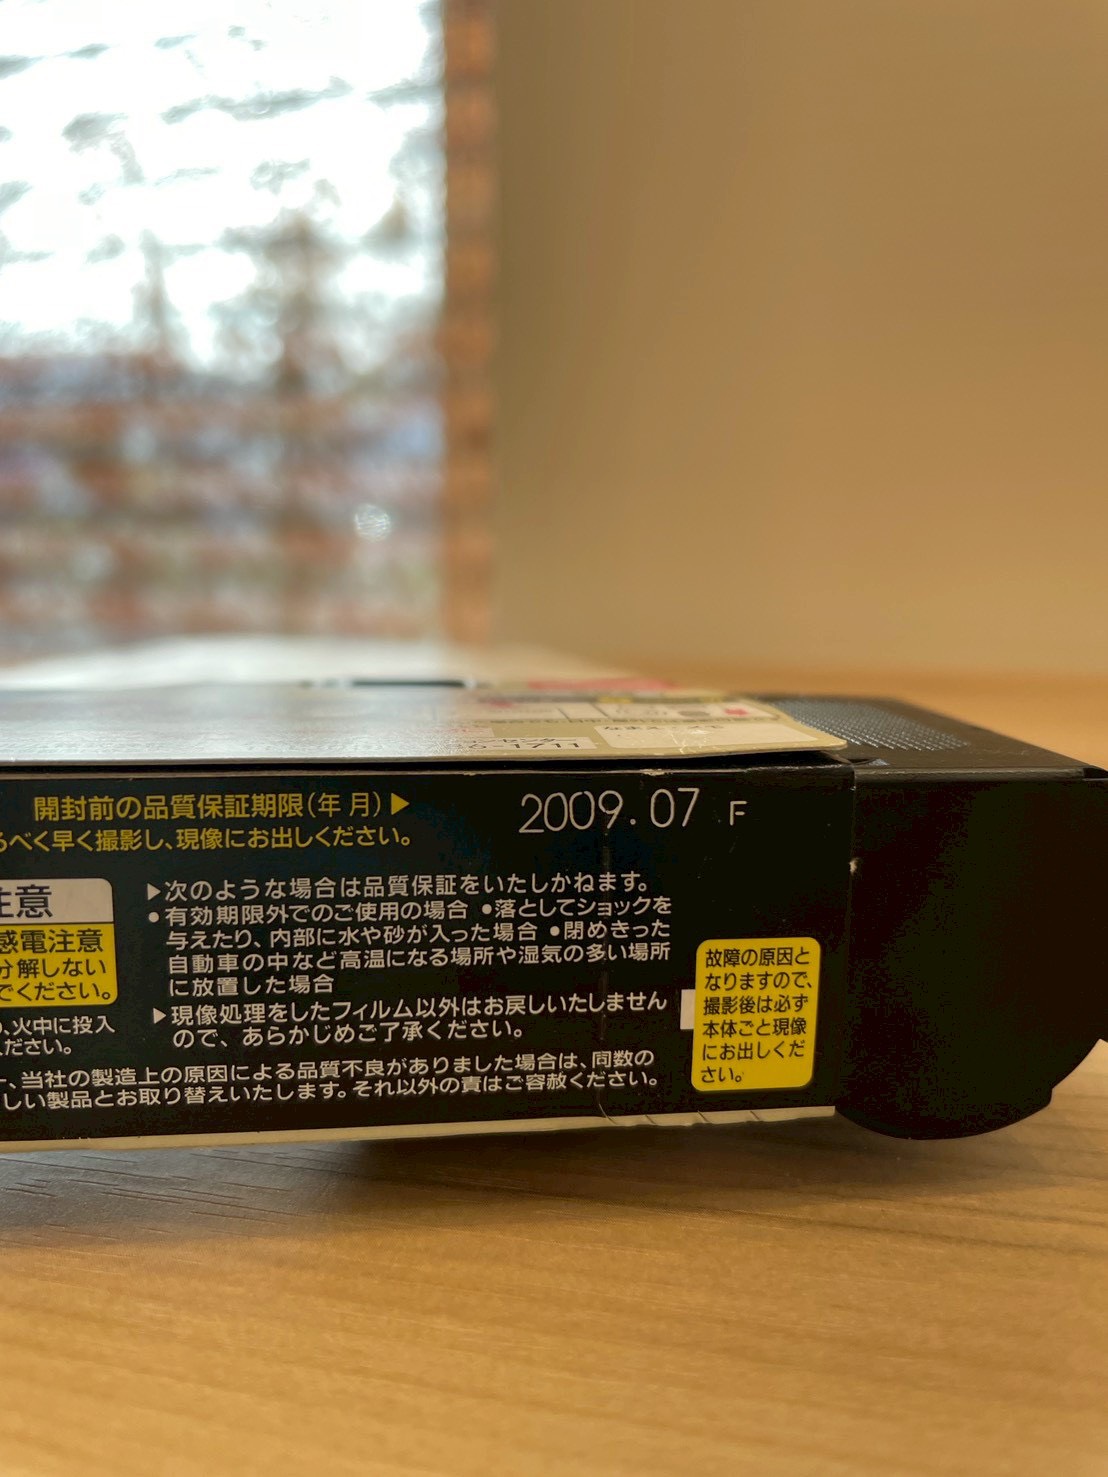 開封前の品質保証期限(年 月)▶ 2009.07 F
べく早く撮影し、現像にお出しください。
注意
感電注意
分解しない
でください。
、火中に投入
ださい。
▶次のような場合は品質保証をいたしかねます。
●有効期限外でのご使用の場合 ●落としてショックを
与えたり、内部に水や砂が入った場合 ●閉めきった
自動車の中など高温になる場所や湿気の多い場所
に放置した場合
▶現像処理をしたフィルム以外はお戻しいたしません
ので、あらかじめご了承ください。
、当社の製造上の原因による品質不良がありました場合は、同数の
しい製品とお取り替えいたします。それ以外の責はご容赦ください。
故障の原因と
なりますので、
撮影後は必ず
本体ごと現像
にお出しくだ
さい。